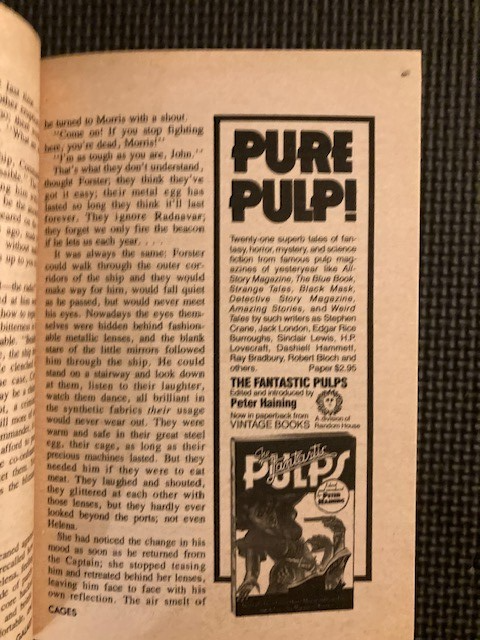 he turned to Morris with a shout.
"Come on! If you stop fighting
here, you're dead, Morris!"
"I'm as tough as you are, John."
That's what they don't understand,
thought Forster; they think they've
got it easy; their metal egg has
lasted so long they think it'll last
forever. They ignore Radnavar;
they forget we only fire the beacon
if he lets us each year. . . .
It was always the same: Forster
could walk through the outer cor-
ridors of the ship and they would
make way for him, would fall quiet
as he passed, but would never meet
his eyes. Nowadays the eyes them-
selves were hidden behind fashion-
able metallic lenses, and the blank
stare of the little mirrors followed
him through the ship. He could
stand on a stairway and look down
at them, listen to their laughter,
watch them dance, all brilliant in
the synthetic fabrics their usage
would never wear out. They were
warm and safe in their great steel
egg, their cage, as long as their
precious machines lasted. But they
needed him if they were to eat
meat. They laughed and shouted,
they glittered at each other with
those lenses, but they hardly ever
looked beyond the ports; not even
Helena.
She had noticed the change in his
mood as soon as he returned from
the Captain; she stopped teasing
him and retreated behind her lenses,
leaving him face to face with his
own reflection. The air smelt of
CAGES
PURE
PULP!
Twenty-one superb tales of fan-
tasy, horror, mystery, and science
fiction from famous pulp mag-
azines of yesteryear like All-
Story Magazine, The Blue Book,
Strange Tales, Black Mask,
Detective Story Magazine,
Amazing Stories, and Weird
Tales by such writers as Stephen
Crane, Jack London, Edgar Rice
Burroughs, Sinclair Lewis, H.P.
Lovecraft, Dashiell Hammett,
Ray Bradbury, Robert Bloch and
others. Paper $2.95
THE FANTASTIC PULPS
Edited and introduced by
Peter Haining
Now in paperback from
VINTAGE BOOKS
A division of
Random House
The Fantastic
PULPS
PETER
HAINING